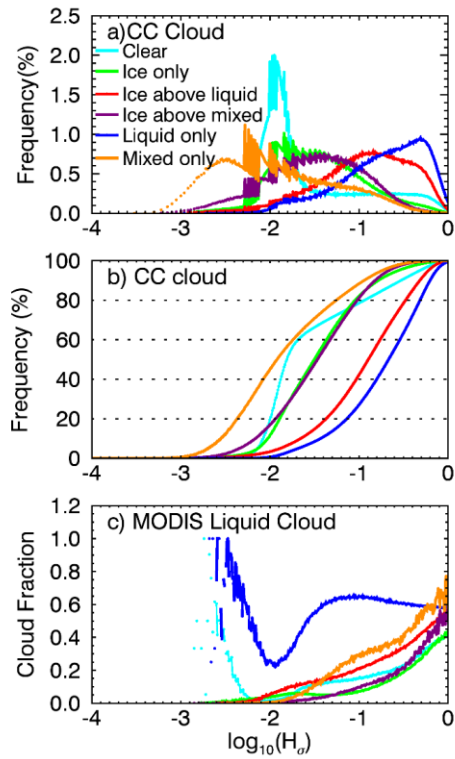 a)CC Cloud
Clear
Ice only
Ice above liquid
Ice above mixed
Liquid only
Mixed only
Frequency(%)
2.5
2.0
1.5
1.0
0.5
0.0
-4 -3 -2 -1 0
b) CC cloud
Frequency (%)
100
80
60
40
20
0
-4 -3 -2 -1 0
c) MODIS Liquid Cloud
Cloud Fraction
1.2
1.0
0.8
0.6
0.4
0.2
0.0
-4 -3 -2 -1 0
log₁₀(Hσ)